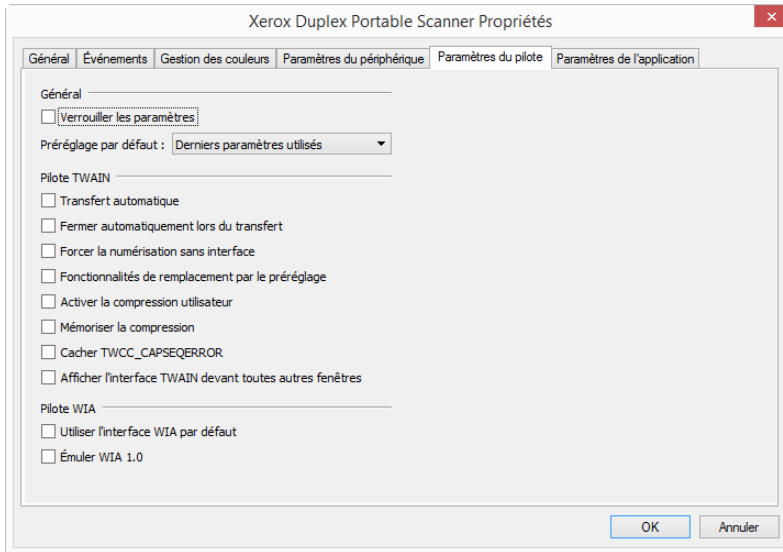 Xerox Duplex Portable Scanner Propriétés
Général Événements Gestion des couleurs Paramètres du périphérique Paramètres du pilote Paramètres de l'application
Général
Verrouiller les paramètres
Préréglage par défaut : Derniers paramètres utilisés
Pilote TWAIN
Transfert automatique
Fermer automatiquement lors du transfert
Forcer la numérisation sans interface
Fonctionnalités de remplacement par le préréglage
Activer la compression utilisateur
Mémoriser la compression
Cacher TWCC_CAPSEQERROR
Afficher l'interface TWAIN devant toutes autres fenêtres
Pilote WIA
Utiliser l'interface WIA par défaut
Émuler WIA 1.0
OK Annuler